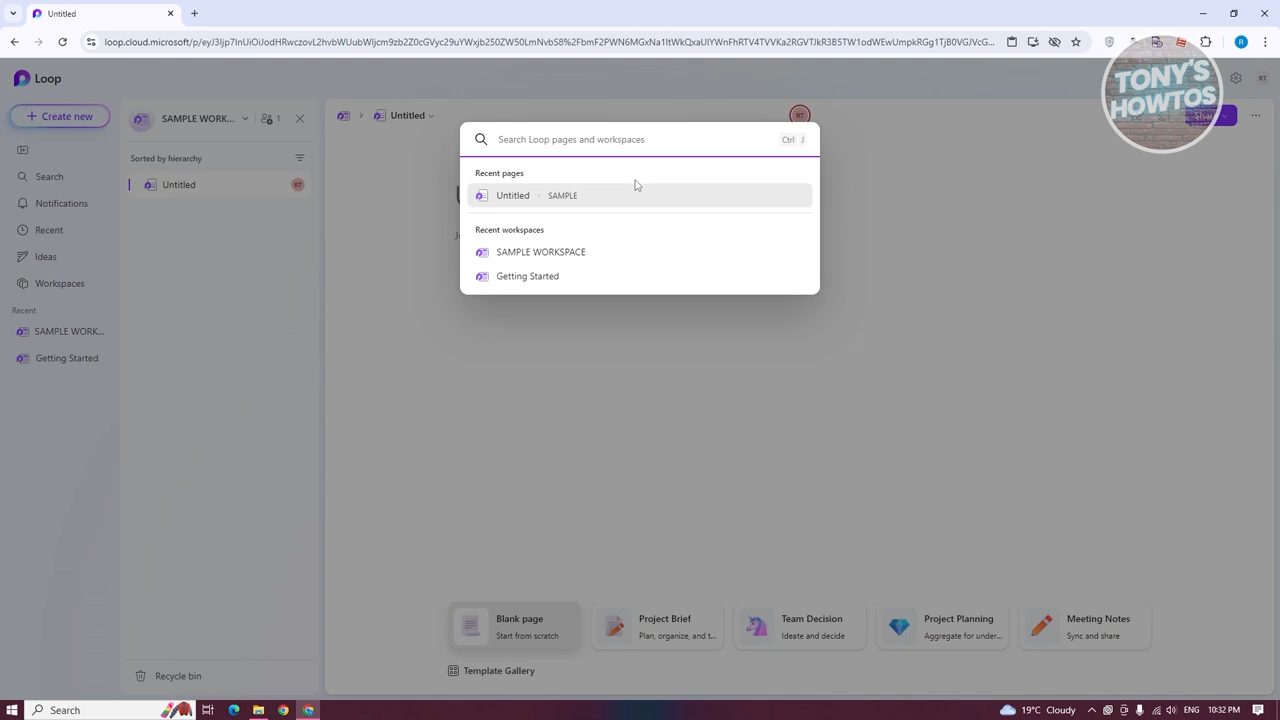 Untitled
loop.cloud.microsoft/p/
Loop
TONY'S
HOWTOS
RT
Create new
SAMPLE WORK...
1
Untitled
RT
Search Loop pages and workspaces
Ctrl J
Sorted by hierarchy
Untitled
RT
Search
Notifications
Recent
Ideas
Workspaces
Recent
SAMPLE WORK...
Getting Started
Recent pages
Untitled · SAMPLE
Recent workspaces
SAMPLE WORKSPACE
Getting Started
Blank page
Start from scratch
Project Brief
Plan, organize, and t...
Team Decision
Ideate and decide
Project Planning
Aggregate for under...
Meeting Notes
Sync and share
Template Gallery
Recycle bin
Search
19°C Cloudy
10:32 PM